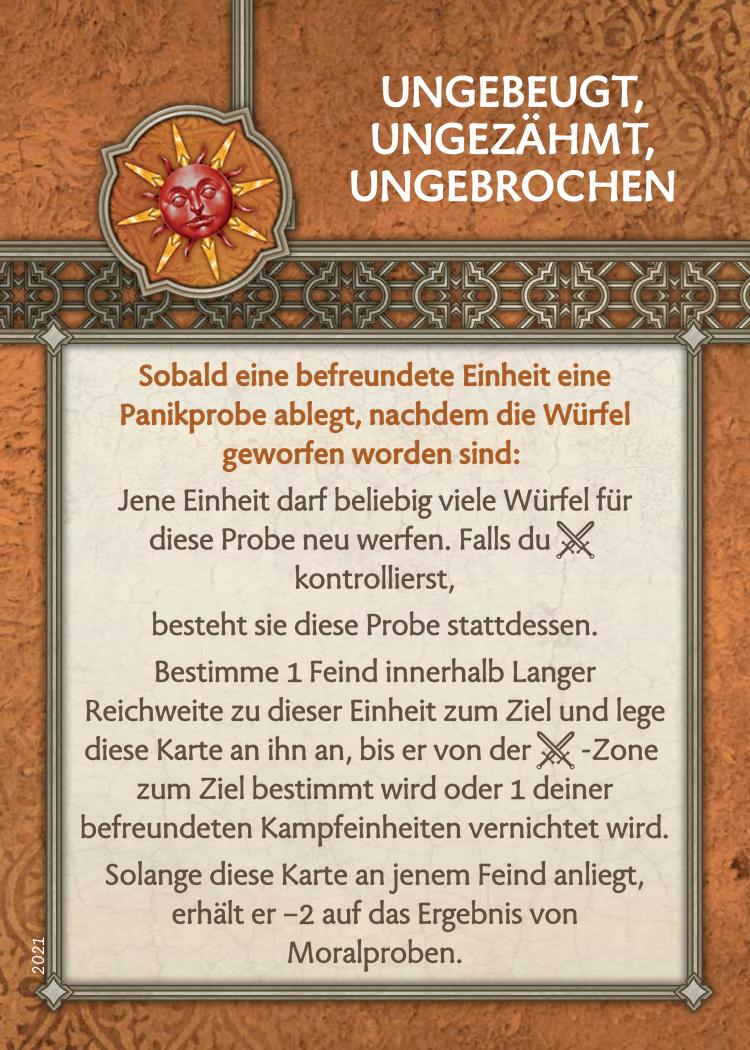 UNGEBEUGT,
UNGEZÄHMT,
UNGEBROCHEN
Sobald eine befreundete Einheit eine
Panikprobe ablegt, nachdem die Würfel
geworfen worden sind:
Jene Einheit darf beliebig viele Würfel für
diese Probe neu werfen. Falls du
kontrollierst,
besteht sie diese Probe stattdessen.
Bestimme 1 Feind innerhalb Langer
Reichweite zu dieser Einheit zum Ziel und lege
diese Karte an ihn an, bis er von der -Zone
zum Ziel bestimmt wird oder 1 deiner
befreundeten Kampfeinheiten vernichtet wird.
Solange diese Karte an jenem Feind anliegt,
erhält er –2 auf das Ergebnis von
Moralproben.
2021